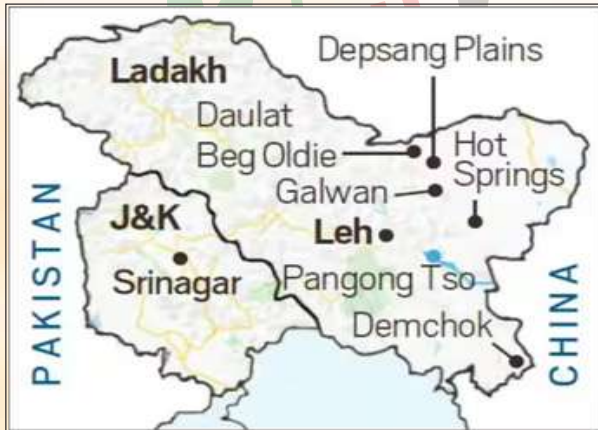 Depsang Plains
Ladakh
Daulat
Beg Oldie
Hot
Springs
Galwan
J&K
Leh
Srinagar
Pangong Tso
Demchok
PAKISTAN
CHINA